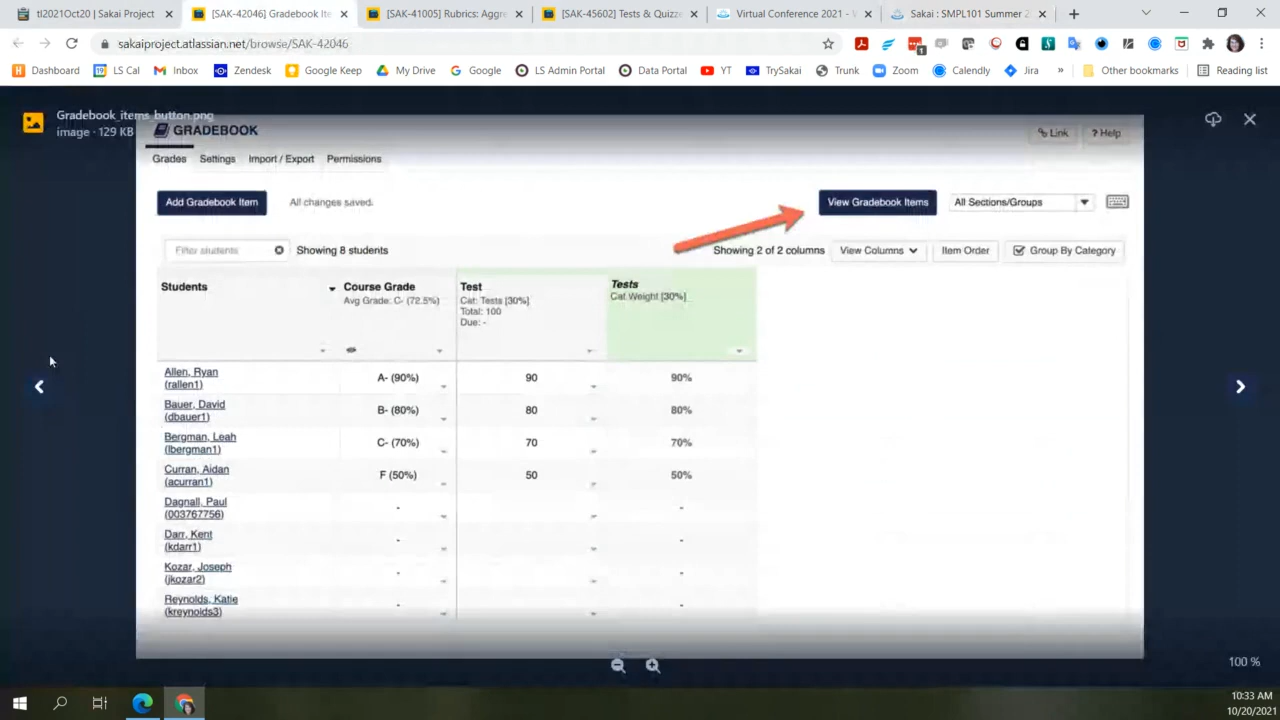 tl2021Oct20 | Sakai Project
[SAK-42046] Gradebook Item
[SAK-41005] Rubrics: Aggre
[SAK-45602] Tests & Quizze
Virtual Conference 2021 -
Sakai : SMPL101 Summer 2
sakaiproject.atlassian.net/browse/SAK-42046
Dashboard
LS Cal
Inbox
Zendesk
Google Keep
My Drive
Google
LS Admin Portal
Data Portal
YT
TrySakai
Trunk
Zoom
Calendly
Jira
»
Other bookmarks
Reading list
Gradebook_items_button.png
image · 129 KB
GRADEBOOK
Link
? Help
Grades Settings Import / Export Permissions
Add Gradebook Item
All changes saved.
View Gradebook Items
All Sections/Groups
Filter students
Showing 8 students
Showing 2 of 2 columns
View Columns
Item Order
Group By Category
Students
Course Grade
Avg Grade: C- (72.5%)
Test
Cat: Tests [30%]
Total: 100
Due: -
Tests
Cat Weight [30%]
Allen, Ryan
(rallen1)
A- (90%)
90
90%
Bauer, David
(dbauer1)
B- (80%)
80
80%
Bergman, Leah
(lbergman1)
C- (70%)
70
70%
Curran, Aidan
(acurran1)
F (50%)
50
50%
Dagnall, Paul
(003767756)
-
-
Darr, Kent
(kdarr1)
-
-
Kozar, Joseph
(jkozar2)
-
-
Reynolds, Katie
(kreynolds3)
-
-
100 %
10:33 AM
10/20/2021